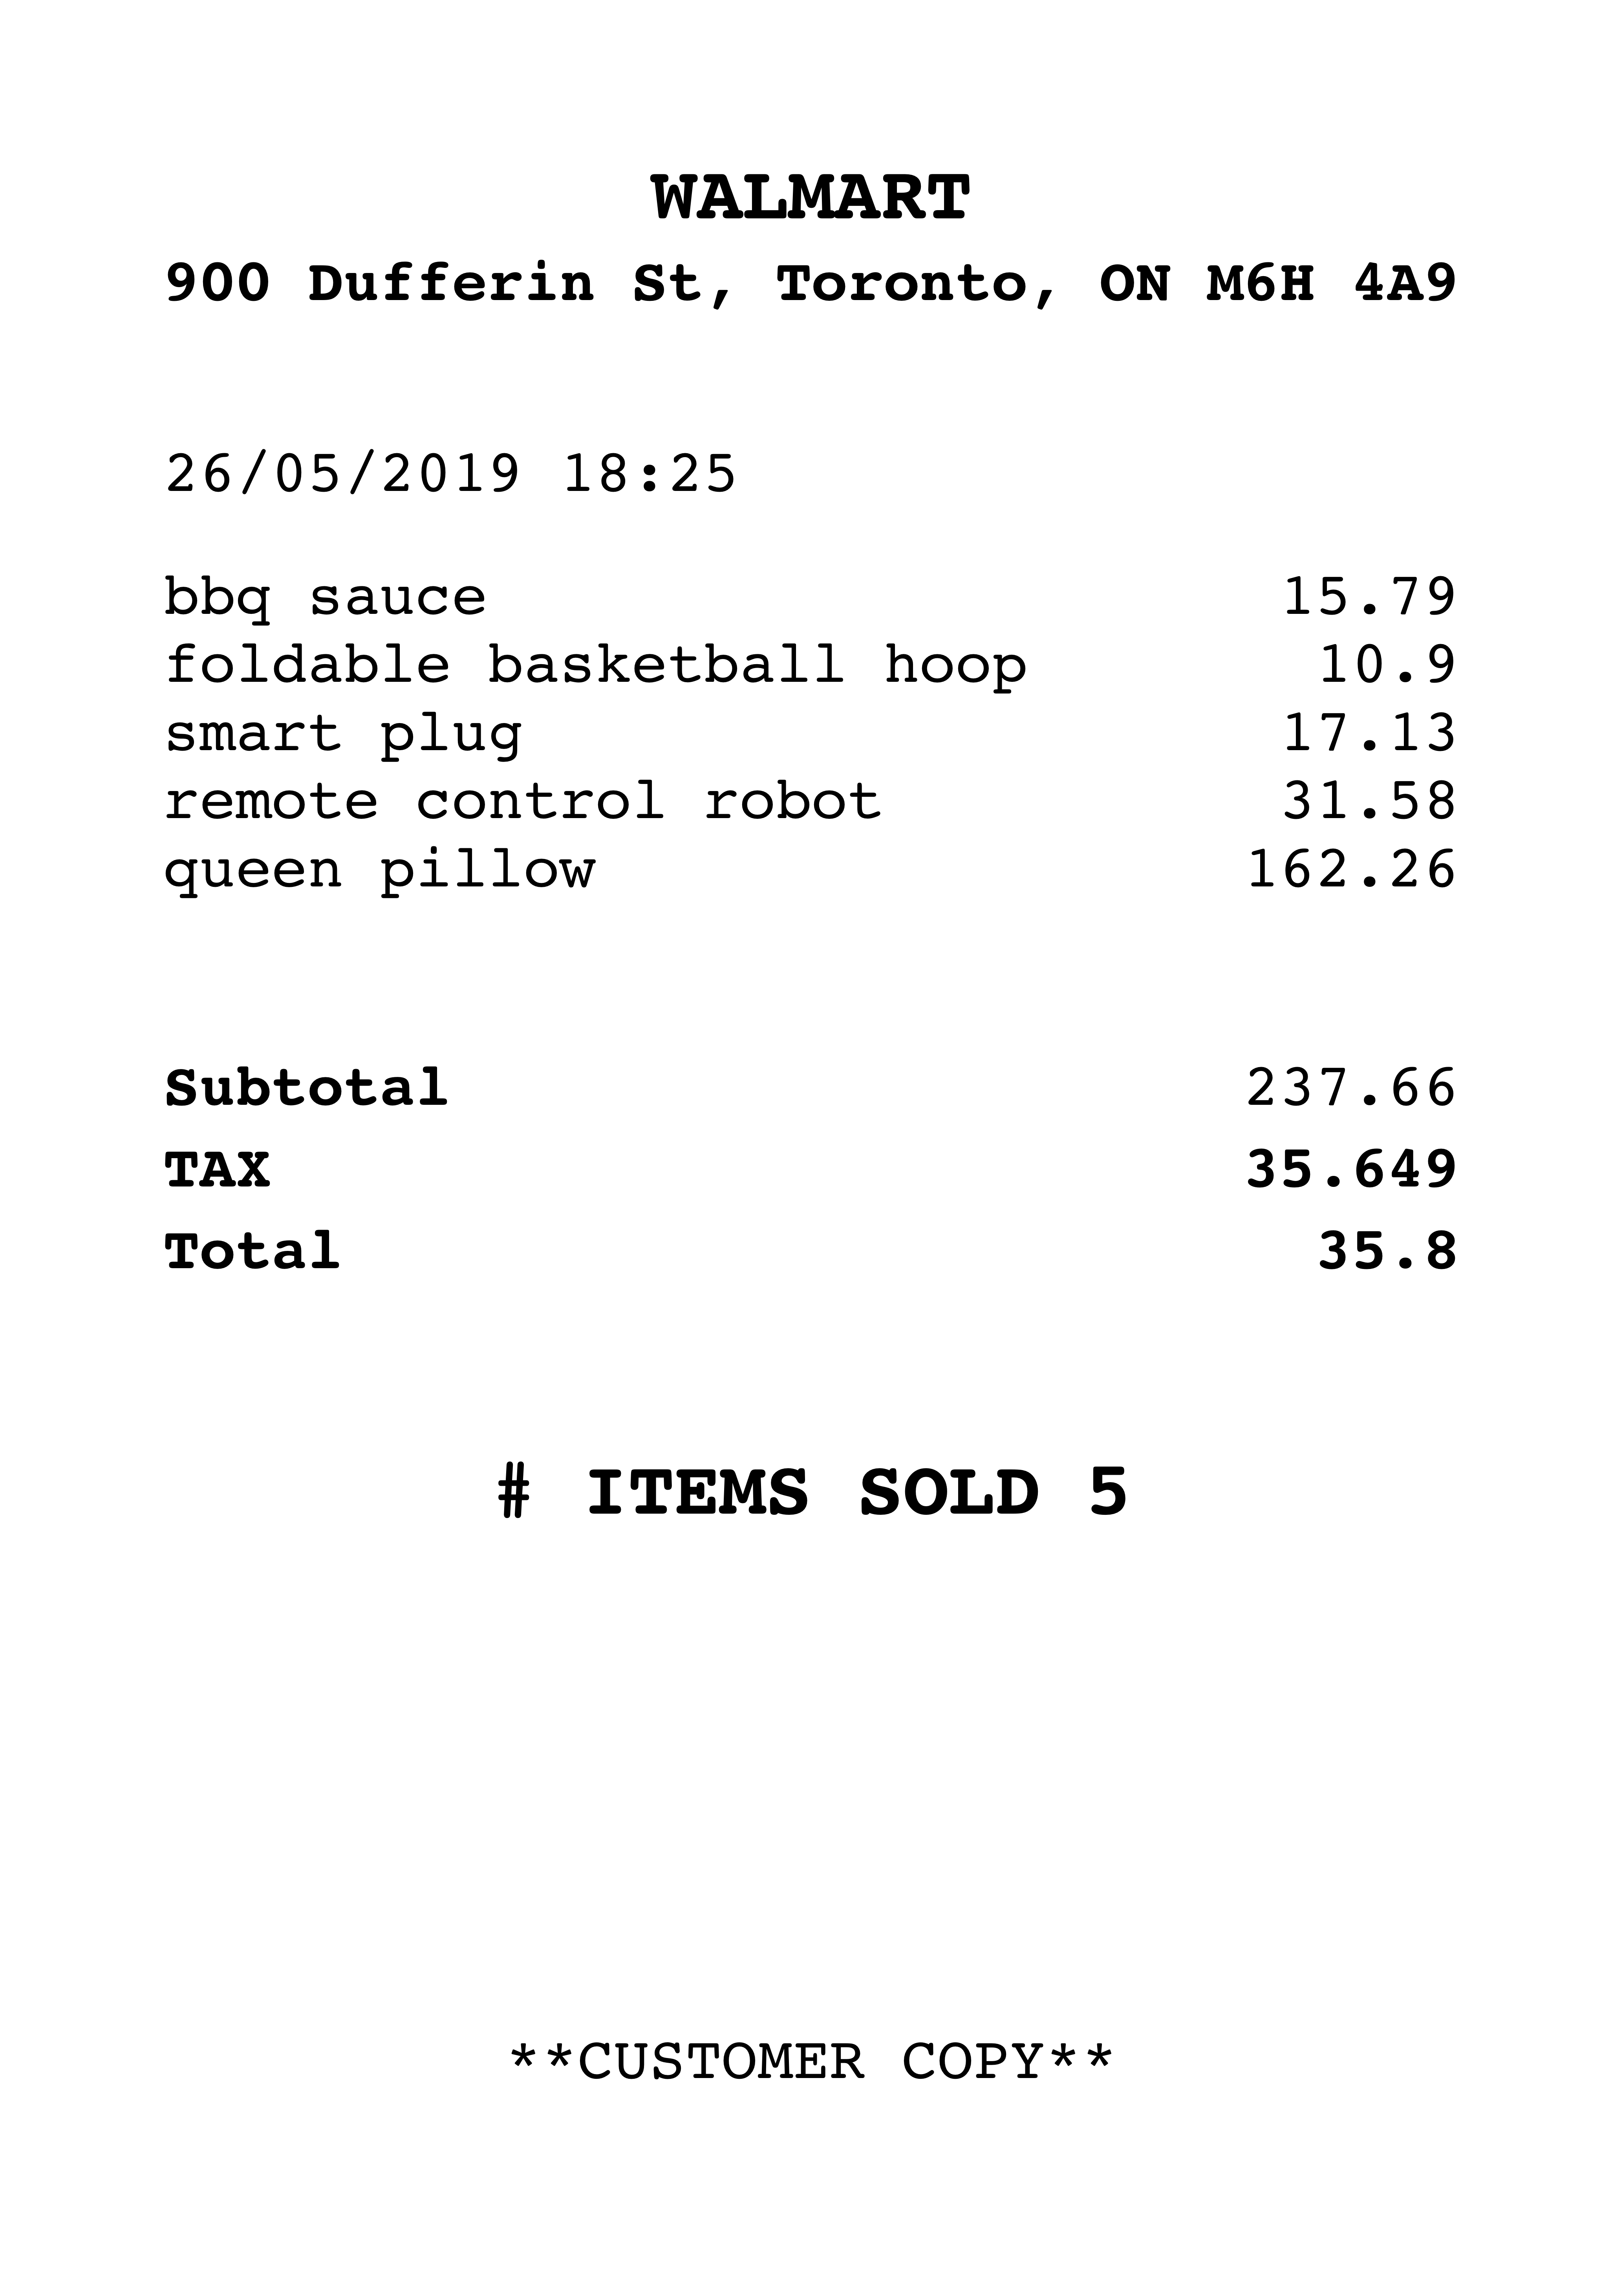 WALMART
900 Dufferin St, Toronto, ON M6H 4A9
26/05/2019 18:25
bbq sauce 15.79
foldable basketball hoop 10.9
smart plug 17.13
remote control robot 31.58
queen pillow 162.26
Subtotal 237.66
TAX 35.649
Total 35.8
# ITEMS SOLD 5
**CUSTOMER COPY**